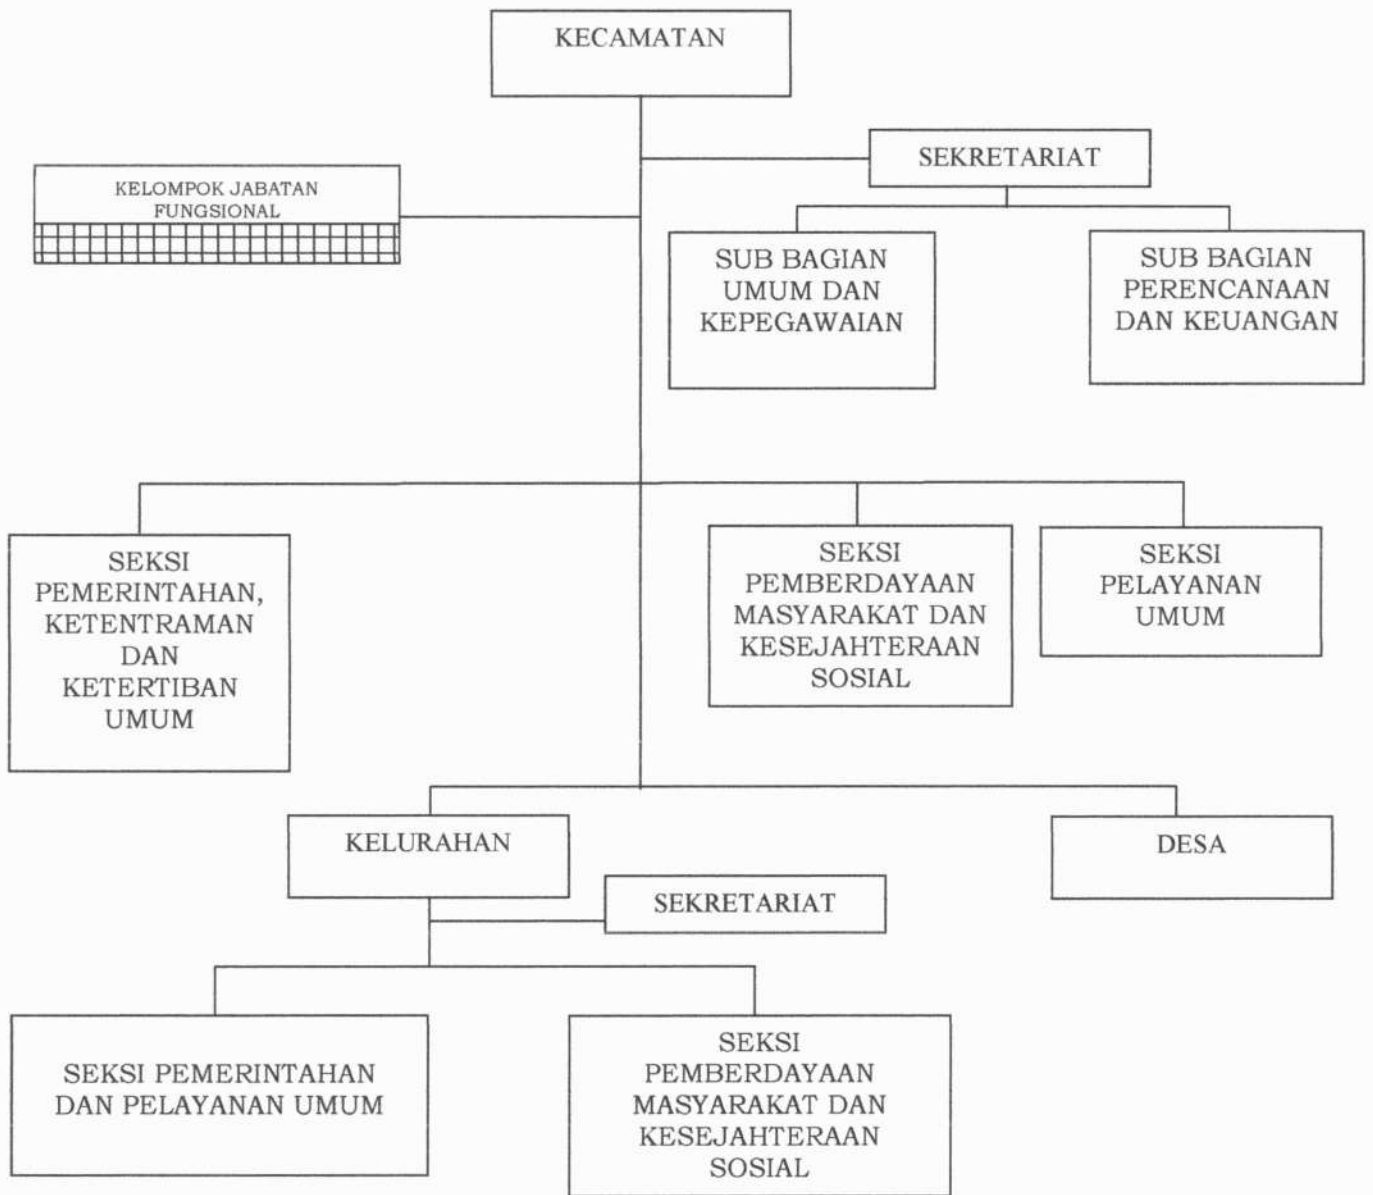 KECAMATAN
SEKRETARIAT
KELOMPOK JABATAN
FUNGSIONAL
SUB BAGIAN
UMUM DAN
KEPEGAWAIAN
SUB BAGIAN
PERENCANAAN
DAN KEUANGAN
SEKSI
PEMERINTAHAN,
KETENTRAMAN
DAN
KETERTIBAN
UMUM
SEKSI
PEMBERDAYAAN
MASYARAKAT DAN
KESEJAHTERAAN
SOSIAL
SEKSI
PELAYANAN
UMUM
KELURAHAN
DESA
SEKRETARIAT
SEKSI PEMERINTAHAN
DAN PELAYANAN UMUM
SEKSI
PEMBERDAYAAN
MASYARAKAT DAN
KESEJAHTERAAN
SOSIAL